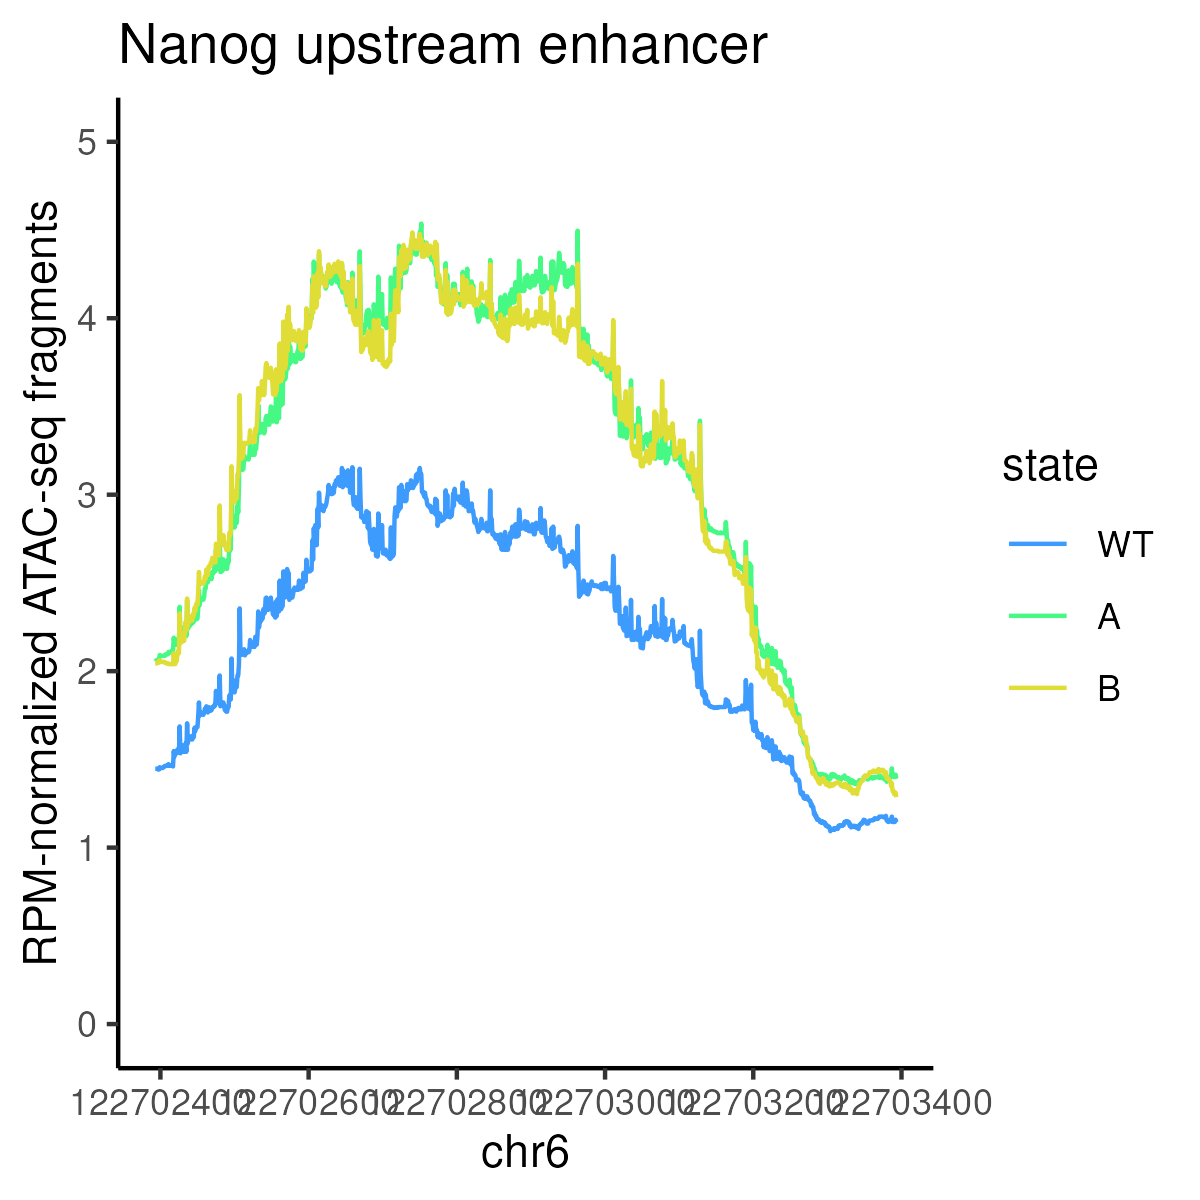 Nanog upstream enhancer
RPM-normalized ATAC-seq fragments
5
4
3
2
1
0
122702400
122702600
122702800
122703000
122703200
122703400
chr6
state
WT
A
B